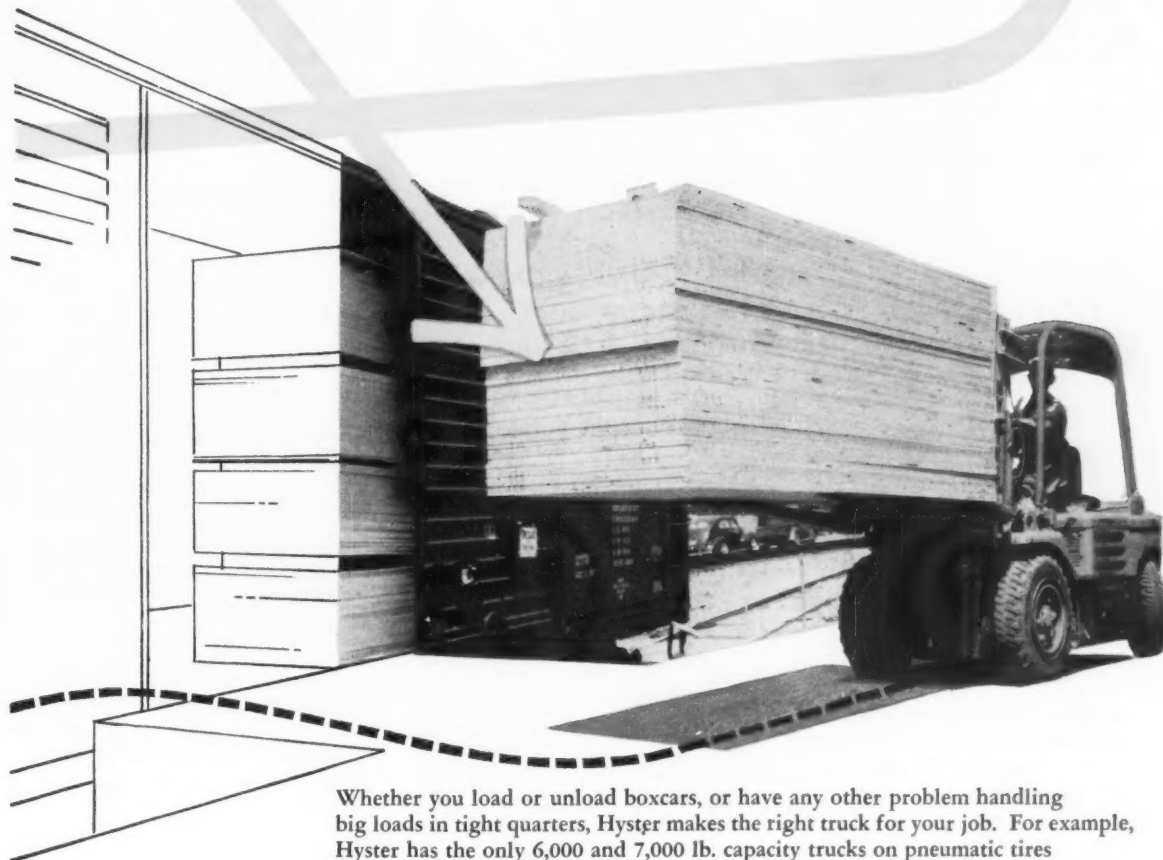 Whether you load or unload boxcars, or have any other problem handling
big loads in tight quarters, Hyster makes the right truck for your job. For example,
Hyster has the only 6,000 and 7,000 lb. capacity trucks on pneumatic tires